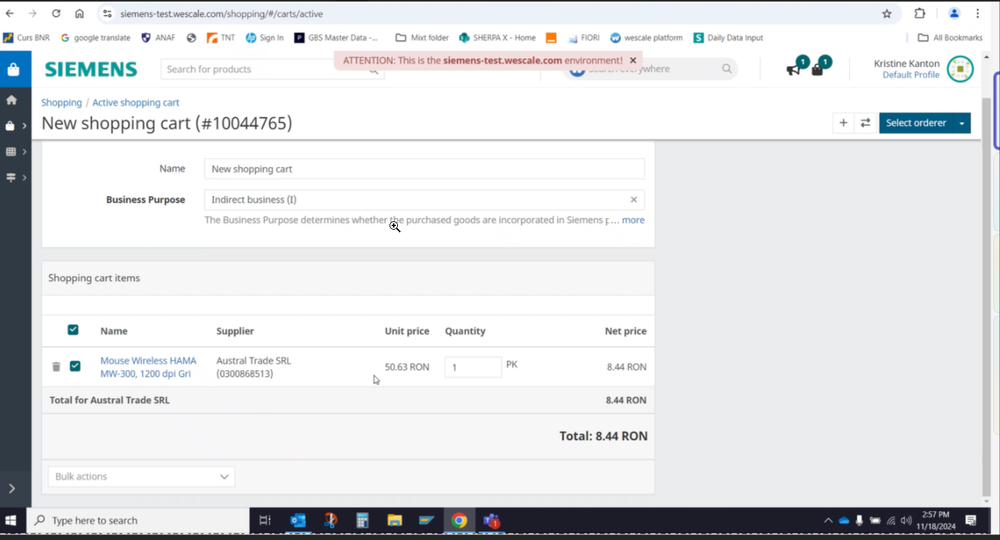 siemens-test.wescale.com/shopping/#/carts/active
Curs BNR google translate ANAF TNT Sign In GBS Master Data -... Mixt folder SHERPA X - Home FIORI wescale platform Daily Data Input All Bookmarks
ATTENTION: This is the siemens-test.wescale.com environment!
SIEMENS
Search for products
Search everywhere
1
1
Kristine Kanton
Default Profile
Shopping / Active shopping cart
New shopping cart (#10044765)
Select orderer
Name New shopping cart
Business Purpose Indirect business (I)
The Business Purpose determines whether the purchased goods are incorporated in Siemens p... more
Shopping cart items
Name Supplier Unit price Quantity Net price
Mouse Wireless HAMA MW-300, 1200 dpi Gri
Austral Trade SRL (0300868513)
50.63 RON 1 PK 8.44 RON
Total for Austral Trade SRL 8.44 RON
Total: 8.44 RON
Bulk actions
Type here to search
2:57 PM
11/18/2024